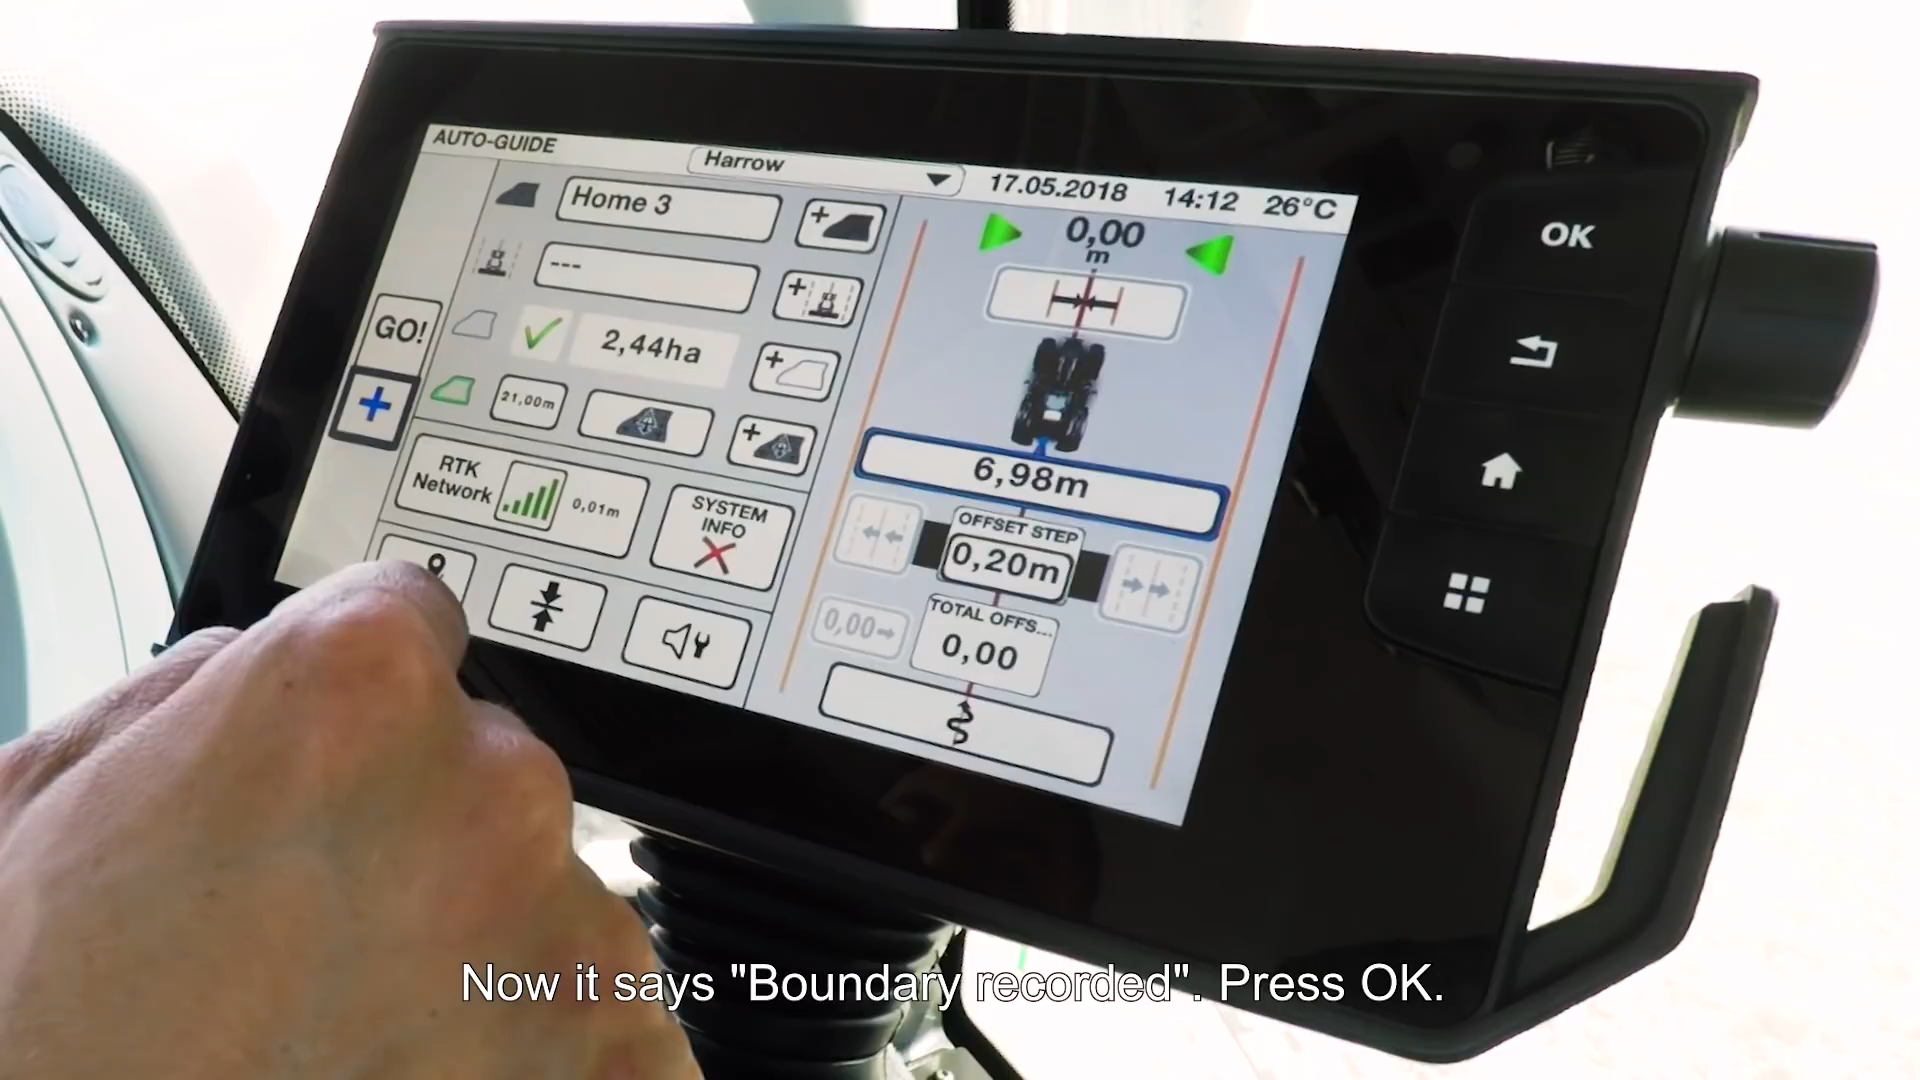 AUTO-GUIDE
Harrow
17.05.2018 14:12 26°C
Home 3
---
GO!
2,44ha
21,00m
RTK
Network
0,01m
SYSTEM
INFO
0,00
m
6,98m
OFFSET STEP
0,20m
0,00
TOTAL OFFS...
0,00
OK
Now it says "Boundary recorded". Press OK.